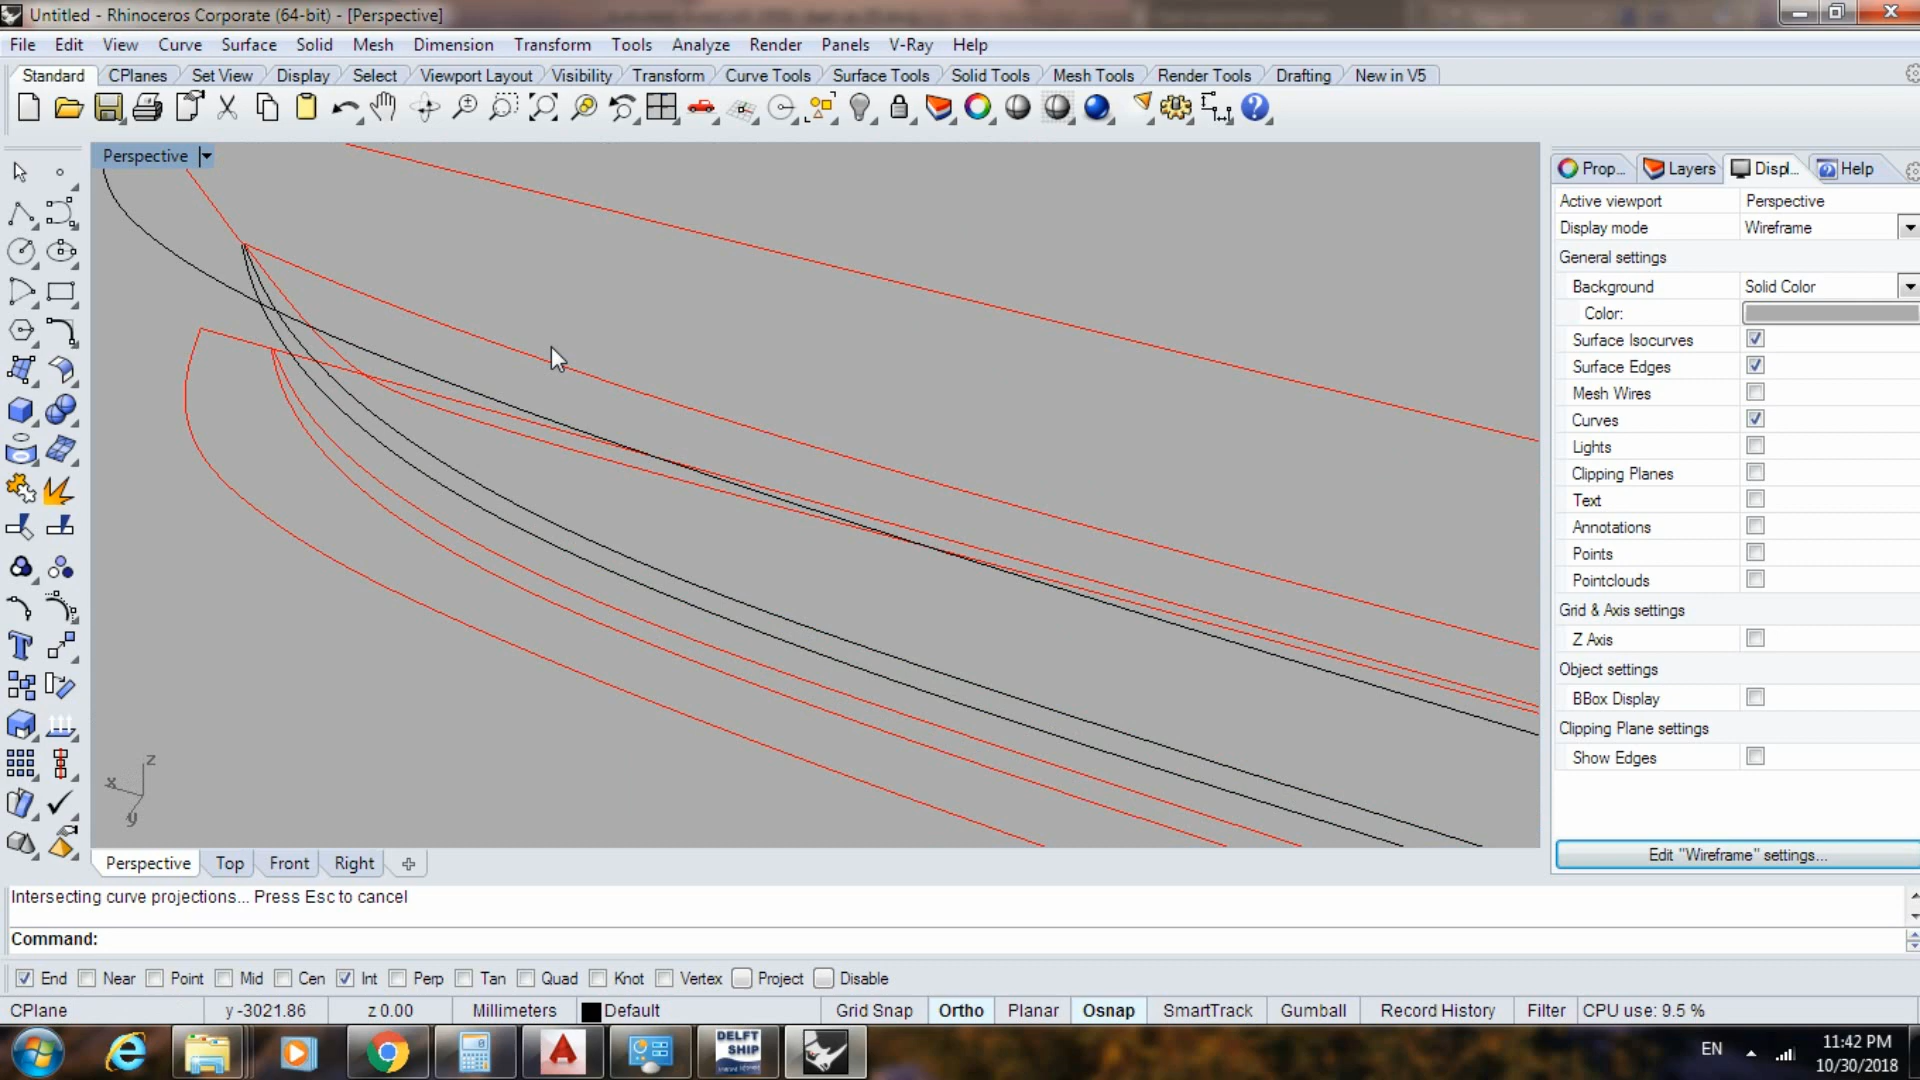 Untitled - Rhinoceros Corporate (64-bit) - [Perspective]
File Edit View Curve Surface Solid Mesh Dimension Transform Tools Analyze Render Panels V-Ray Help
Standard CPlanes Set View Display Select Viewport Layout Visibility Transform Curve Tools Surface Tools Solid Tools Mesh Tools Render Tools Drafting New in V5
Perspective
Prop... Layers Displ... Help
Active viewport Perspective
Display mode Wireframe
General settings
Background Solid Color
Color:
Surface Isocurves
Surface Edges
Mesh Wires
Curves
Lights
Clipping Planes
Text
Annotations
Points
Pointclouds
Grid & Axis settings
Z Axis
Object settings
BBox Display
Clipping Plane settings
Show Edges
Edit "Wireframe" settings...
z
x
y
Perspective Top Front Right
Intersecting curve projections... Press Esc to cancel
Command:
End Near Point Mid Cen Int Perp Tan Quad Knot Vertex Project Disable
CPlane y -3021.86 z 0.00 Millimeters Default Grid Snap Ortho Planar Osnap SmartTrack Gumball Record History Filter CPU use: 9.5 %
DELFT
SHIP
EN
11:42 PM
10/30/2018